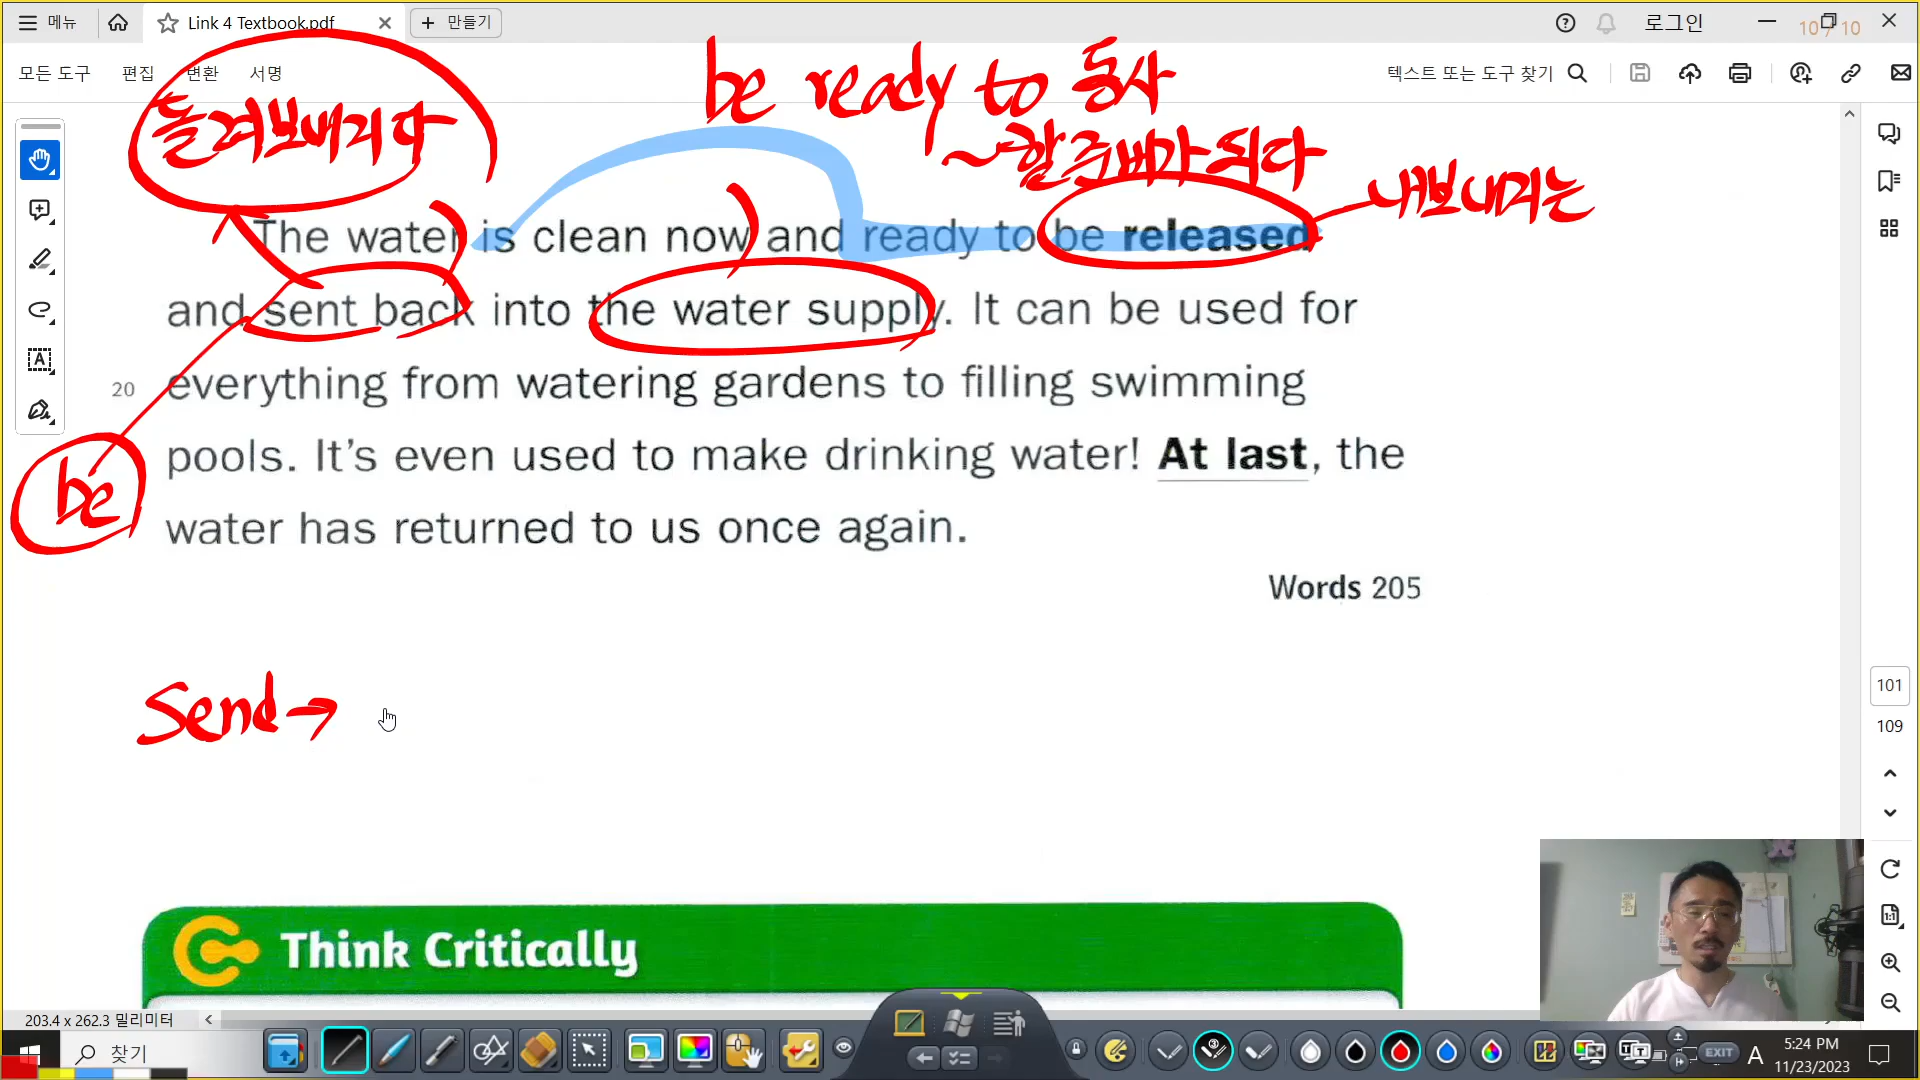 메뉴
Link 4 Textbook.pdf
만들기
로그인
10 / 10
모든 도구
편집
변환
서명
텍스트 또는 도구 찾기
be ready to 동사
~할 준비가 되다
돌려보내지다
내보내지는
The water is clean now and ready to be released
and sent back into the water supply. It can be used for
20 everything from watering gardens to filling swimming
pools. It's even used to make drinking water! At last, the
water has returned to us once again.
be
Words 205
Send →
101
109
Think Critically
203.4 x 262.3 밀리미터
찾기
EXIT
A
5:24 PM
11/23/2023